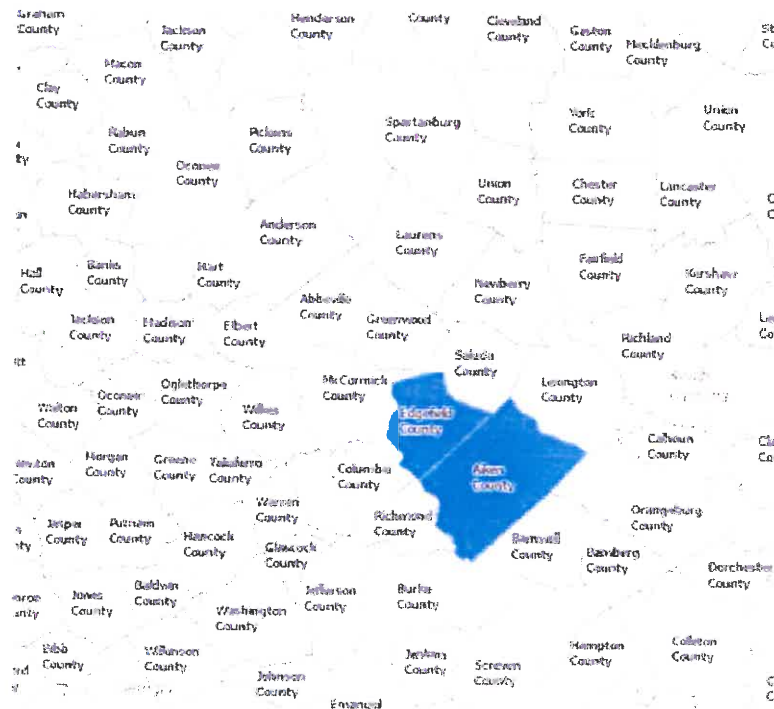 Graham
County
Jackson
County
Henderson
County
County
Cleveland
County
Gaston
County
Mecklenburg
County
Macon
County
Clay
County
Rabun
County
Pickens
County
Spartanburg
County
York
County
Union
County
Oconee
County
Habersham
County
Union
County
Chester
County
Lancaster
County
Anderson
County
Laurens
County
Hall
County
Banks
County
Hart
County
Newberry
County
Fairfield
County
Kershaw
County
Abbeville
County
Jackson
County
Madison
County
Elbert
County
Greenwood
County
Richland
County
Saluda
County
Walton
County
Oconee
County
Oglethorpe
County
Wilkes
County
McCormick
County
Lexington
County
Edgefield
County
Calhoun
County
Morgan
County
Greene
County
Taliaferro
County
Columbia
County
Aiken
County
Warren
County
Jasper
County
Putnam
County
Hancock
County
Glascock
County
Richmond
County
Barnwell
County
Orangeburg
County
Bamberg
County
Dorchester
County
Jones
County
Baldwin
County
Washington
County
Jefferson
County
Burke
County
Bibb
County
Wilkinson
County
Johnson
County
Jenkins
County
Screven
County
Hampton
County
Colleton
County
Emanuel